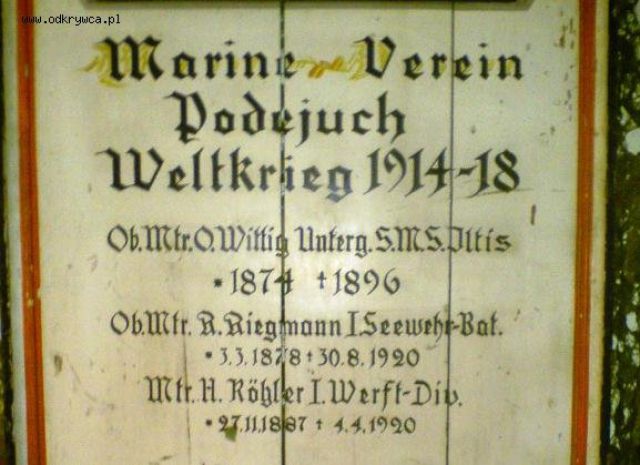 www.odkrywca.pl
Marine Verein
Podejuch
Weltkrieg 1914-18
Ob.Mtr.O.Wittig Unterg.S.M.S.Iltis
*1874 †1896
Ob.Mtr. R.Riegmann I Seewehr-Bat.
*3.3.1878 †30.8.1920
Mtr.H. Röhler I.Werft-Div.
*27.11.1887 † 4.4.1920